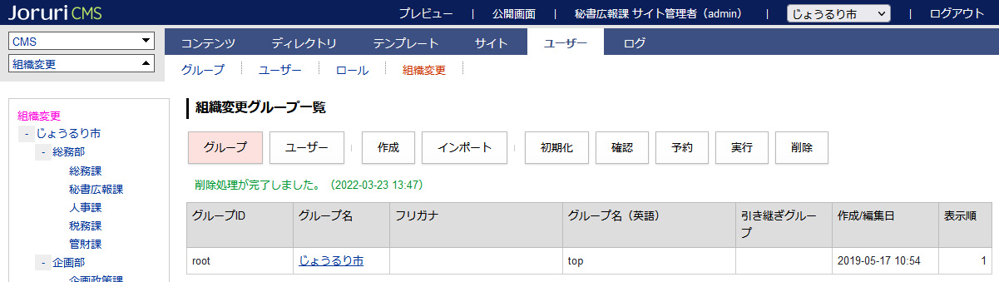 Joruri CMS
プレビュー | 公開画面 | 秘書広報課 サイト管理者（admin） | じょうるり市 | ログアウト
CMS
組織変更
コンテンツ ディレクトリ テンプレート サイト ユーザー ログ
グループ ユーザー ロール 組織変更
組織変更
- じょうるり市
- 総務部
総務課
秘書広報課
人事課
税務課
管財課
- 企画部
企画政策課
組織変更グループ一覧
グループ ユーザー 作成 インポート 初期化 確認 予約 実行 削除
削除処理が完了しました。（2022-03-23 13:47）
グループID グループ名 フリガナ グループ名（英語） 引き継ぎグループ 作成/編集日 表示順
root じょうるり市 top 2019-05-17 10:54 1